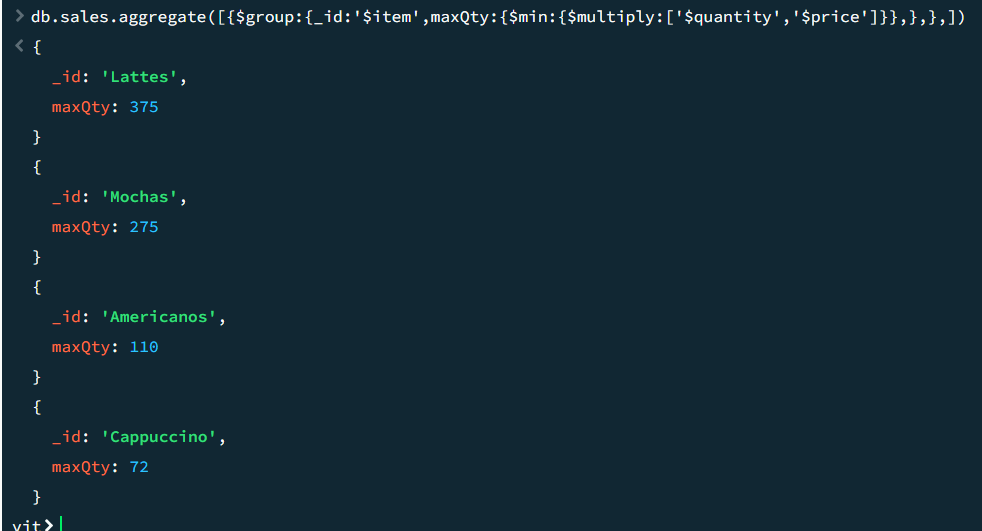 > db.sales.aggregate([{$group:{_id:'$item',maxQty:{$min:{$multiply:['$quantity','$price']}},},},])
< {
_id: 'Lattes',
maxQty: 375
}
{
_id: 'Mochas',
maxQty: 275
}
{
_id: 'Americanos',
maxQty: 110
}
{
_id: 'Cappuccino',
maxQty: 72
}
vit>